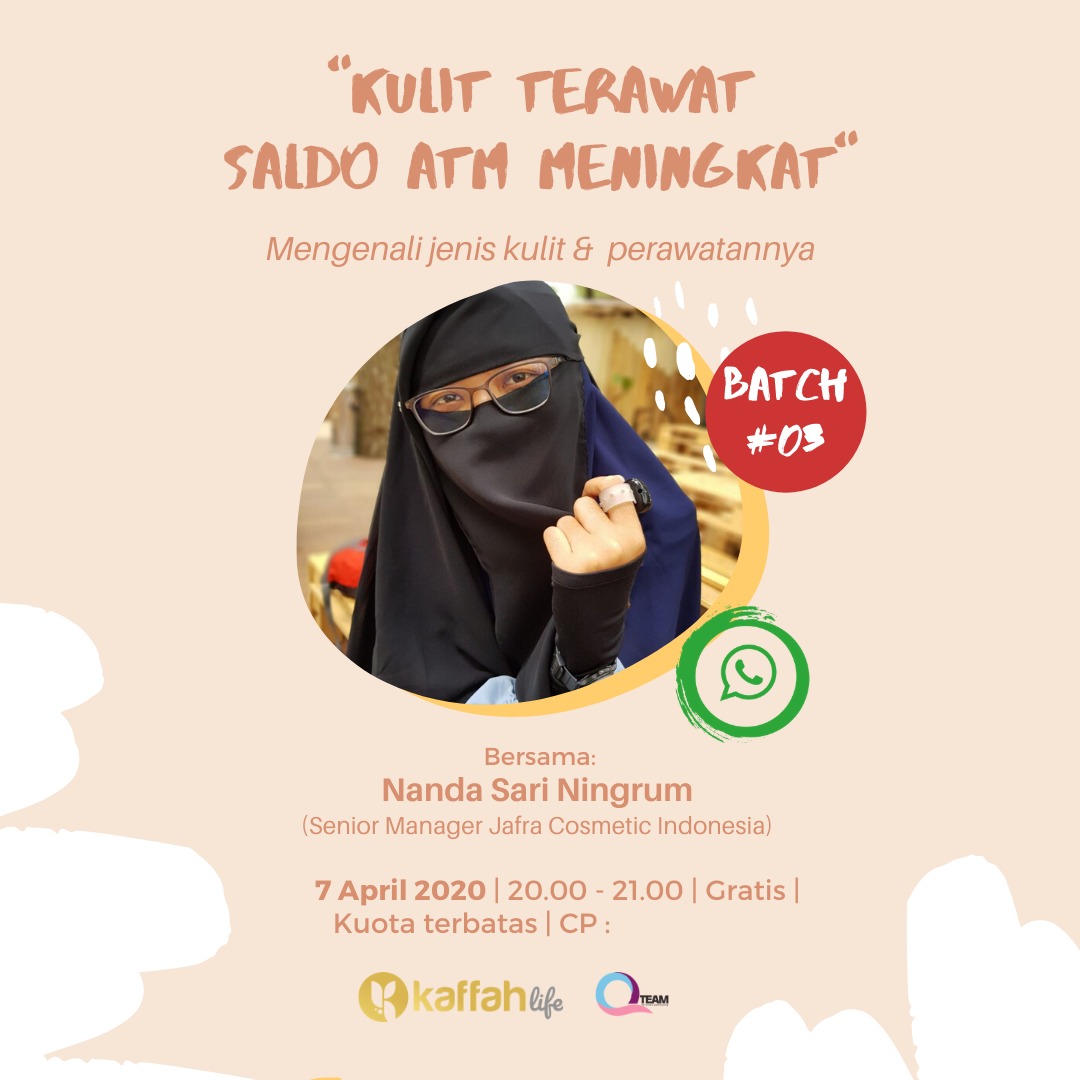 “KULIT TERAWAT
SALDO ATM MENINGKAT“
Mengenali jenis kulit & perawatannya
BATCH
#03
Bersama:
Nanda Sari Ningrum
(Senior Manager Jafra Cosmetic Indonesia)
7 April 2020 | 20.00 - 21.00 | Gratis |
Kuota terbatas | CP :
kaffah life
Q TEAM